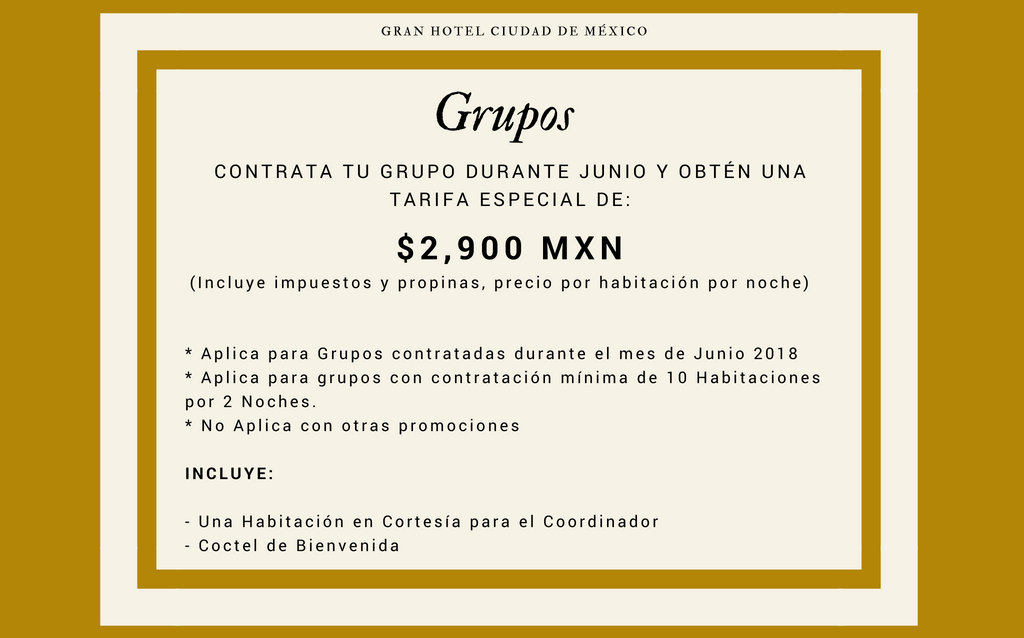 GRAN HOTEL CIUDAD DE MÉXICO
Grupos
CONTRATA TU GRUPO DURANTE JUNIO Y OBTÉN UNA
TARIFA ESPECIAL DE:
$2,900 MXN
(Incluye impuestos y propinas, precio por habitación por noche)
* Aplica para Grupos contratadas durante el mes de Junio 2018
* Aplica para grupos con contratación mínima de 10 Habitaciones
por 2 Noches.
* No Aplica con otras promociones
INCLUYE:
- Una Habitación en Cortesía para el Coordinador
- Coctel de Bienvenida